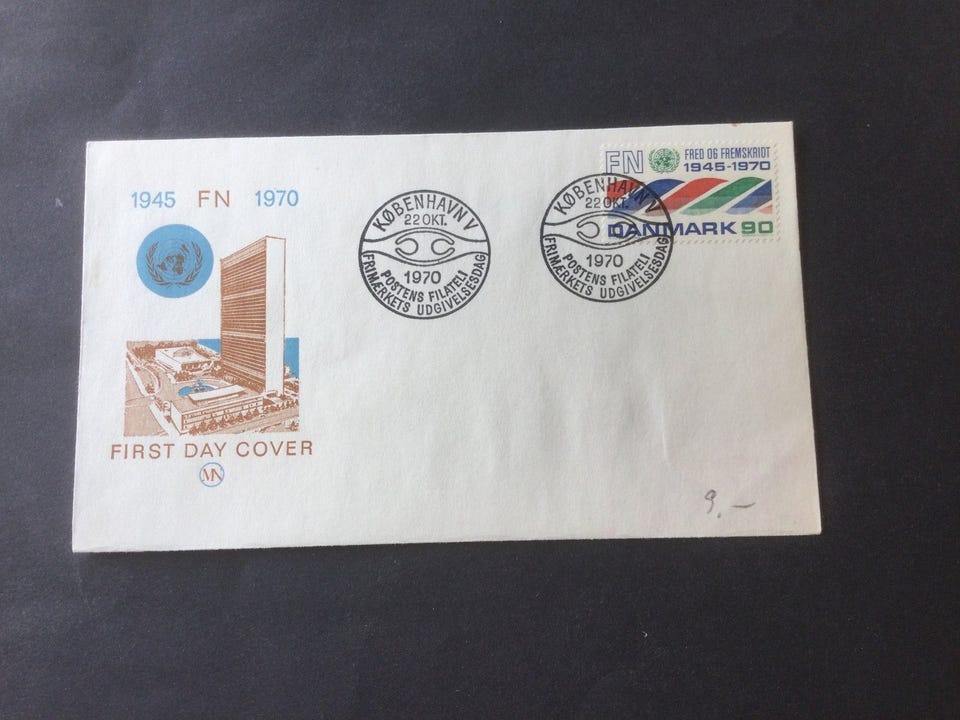 1945 FN 1970
FIRST DAY COVER
MN
KØBENHAVN V
22 OKT.
1970
POSTENS FILATELI
FRIMÆRKETS UDGIVELSESDAG
KØBENHAVN V
22 OKT.
1970
POSTENS FILATELI
FRIMÆRKETS UDGIVELSESDAG
FN FRED OG FREMSKRIDT
1945-1970
DANMARK 90
9,-